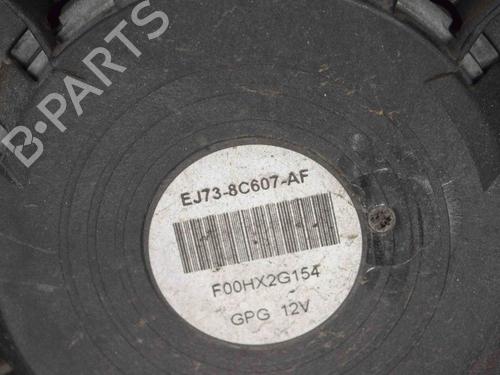 B-PARTS
EJ73-8C607-AF
F00HX2G154
GPG 12V